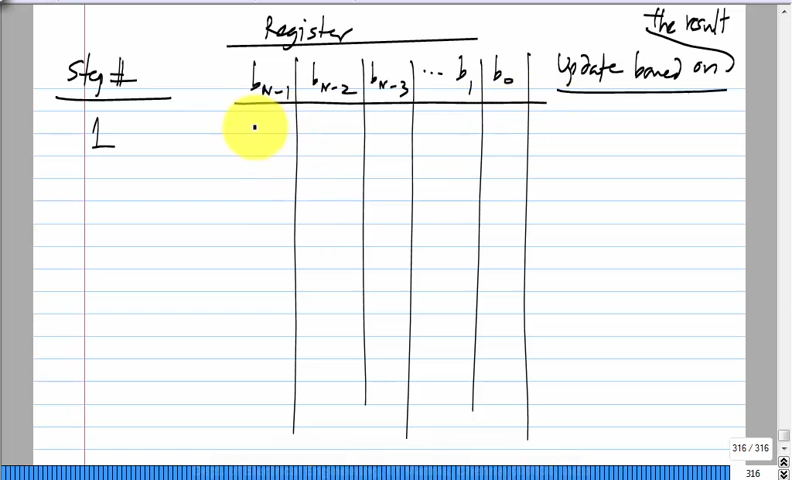 Register
the result
Step #
b_{N-1} b_{N-2} b_{N-3} ... b_1 b_0
Update based on
1
316 / 316
316